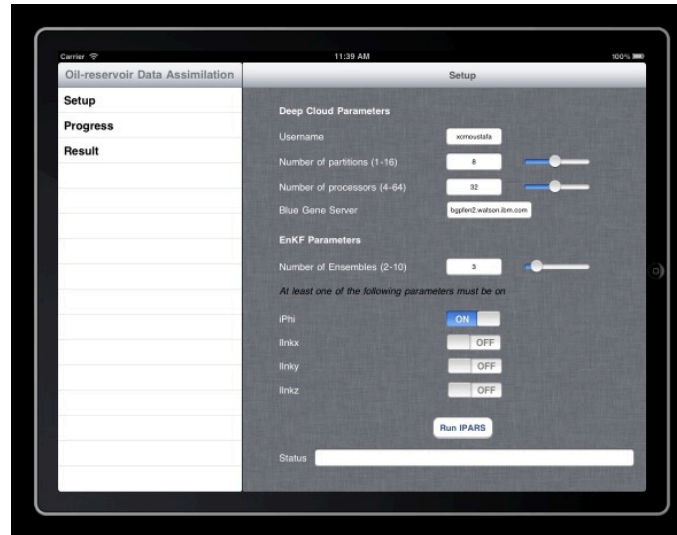 Carrier 11:39 AM 100%
Oil-reservoir Data Assimilation
Setup
Setup
Progress
Result
Deep Cloud Parameters
Username xcmoustafa
Number of partitions (1-16) 8
Number of processors (4-64) 32
Blue Gene Server bgpfen2.watson.ibm.com
EnKF Parameters
Number of Ensembles (2-10) 3
At least one of the following parameters must be on
iPhi ON
llnkx OFF
llnky OFF
llnkz OFF
Run IPARS
Status